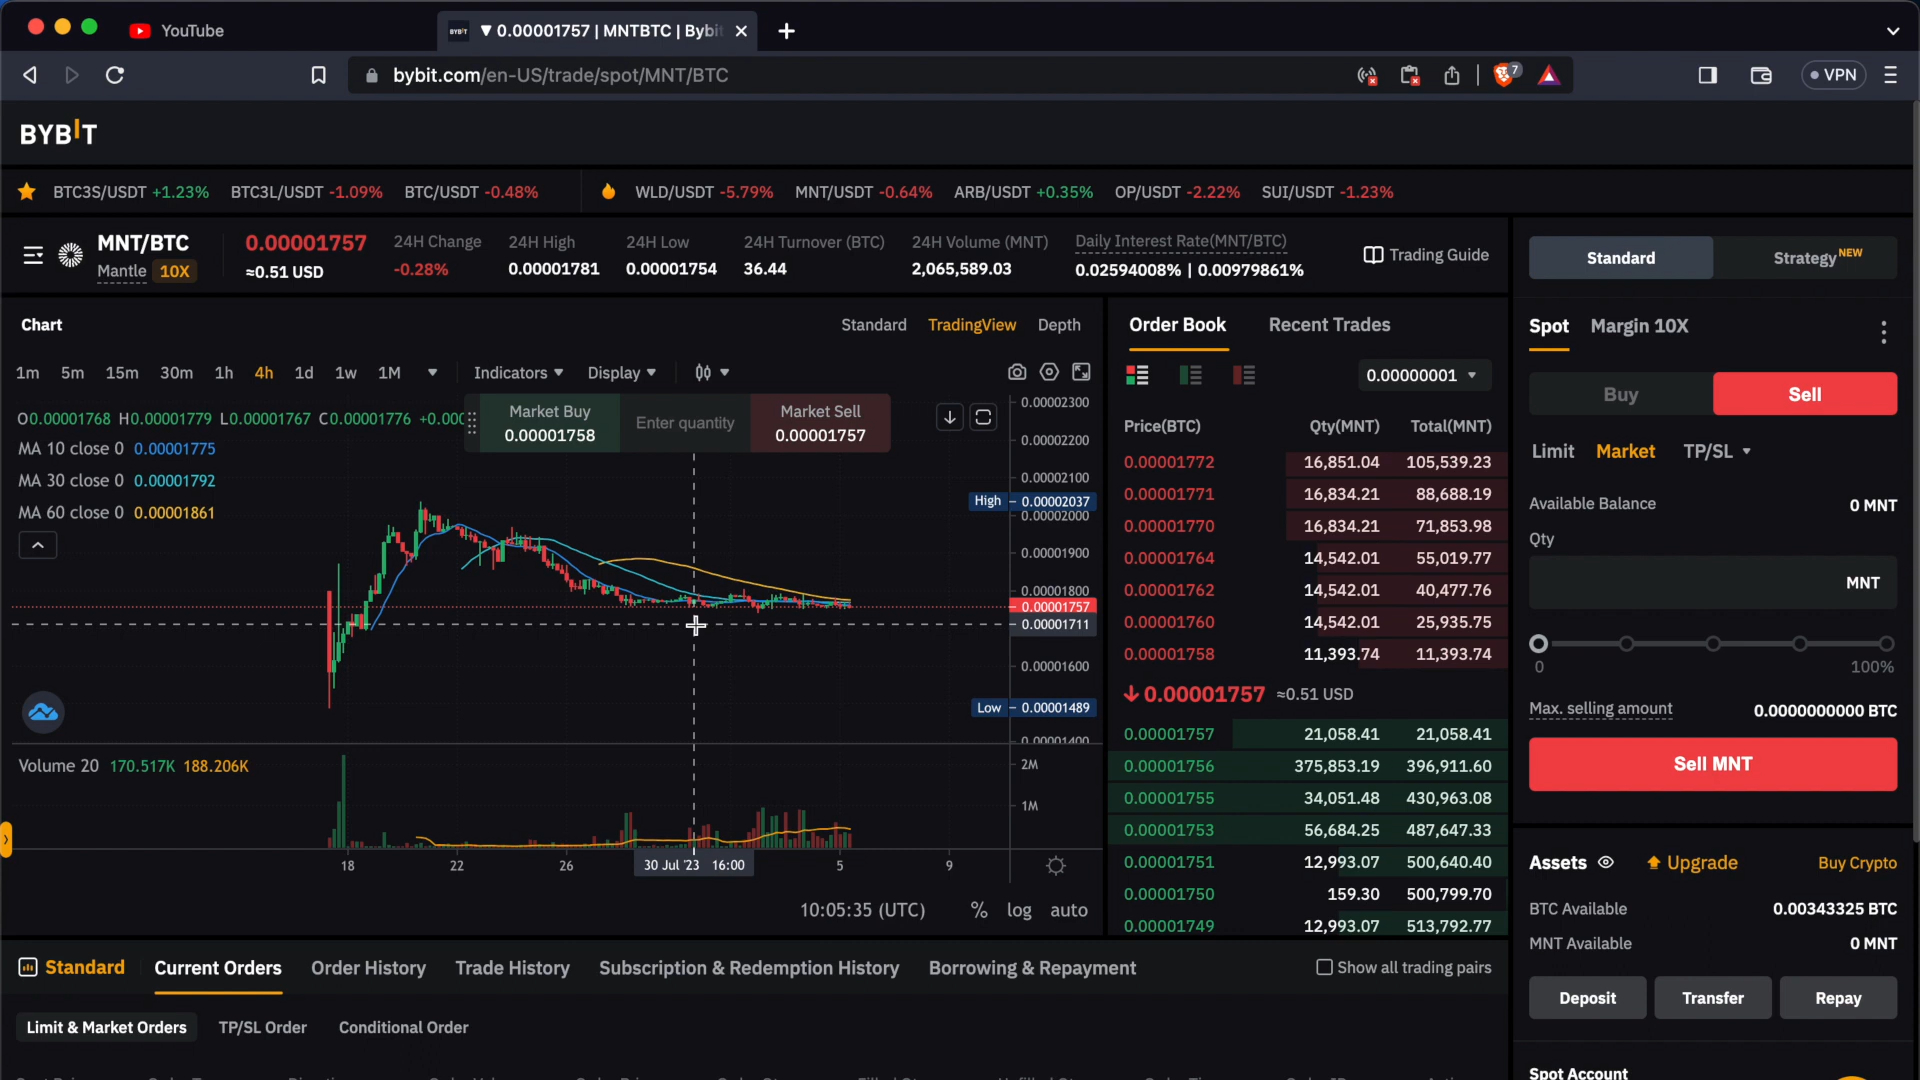 YouTube
BYBIT ▼ 0.00001757 | MNTBTC | Bybit
bybit.com/en-US/trade/spot/MNT/BTC
7
VPN
BYBIT
BTC3S/USDT +1.23% BTC3L/USDT -1.09% BTC/USDT -0.48% WLD/USDT -5.79% MNT/USDT -0.64% ARB/USDT +0.35% OP/USDT -2.22% SUI/USDT -1.23%
MNT/BTC
Mantle 10X
0.00001757
≈0.51 USD
24H Change
-0.28%
24H High
0.00001781
24H Low
0.00001754
24H Turnover (BTC)
36.44
24H Volume (MNT)
2,065,589.03
Daily Interest Rate(MNT/BTC)
0.02594008% | 0.00979861%
Trading Guide
Chart
Standard TradingView Depth
1m 5m 15m 30m 1h 4h 1d 1w 1M Indicators Display
O0.00001768 H0.00001779 L0.00001767 C0.00001776 +0.000
MA 10 close 0 0.00001775
MA 30 close 0 0.00001792
MA 60 close 0 0.00001861
Market Buy
0.00001758
Enter quantity
Market Sell
0.00001757
0.00002300
0.00002200
0.00002100
High 0.00002037
0.00002000
0.00001900
0.00001800
0.00001757
0.00001711
0.00001600
Low 0.00001489
0.00001400
Volume 20 170.517K 188.206K
2M
1M
18 22 26 30 Jul '23 16:00 5 9
10:05:35 (UTC) % log auto
Order Book Recent Trades
0.00000001
Price(BTC) Qty(MNT) Total(MNT)
0.00001772 16,851.04 105,539.23
0.00001771 16,834.21 88,688.19
0.00001770 16,834.21 71,853.98
0.00001764 14,542.01 55,019.77
0.00001762 14,542.01 40,477.76
0.00001760 14,542.01 25,935.75
0.00001758 11,393.74 11,393.74
0.00001757 ≈0.51 USD
0.00001757 21,058.41 21,058.41
0.00001756 375,853.19 396,911.60
0.00001755 34,051.48 430,963.08
0.00001753 56,684.25 487,647.33
0.00001751 12,993.07 500,640.40
0.00001750 159.30 500,799.70
0.00001749 12,993.07 513,792.77
Standard Strategy NEW
Spot Margin 10X
Buy Sell
Limit Market TP/SL
Available Balance 0 MNT
Qty
MNT
0 100%
Max. selling amount 0.0000000000 BTC
Sell MNT
Assets Upgrade Buy Crypto
BTC Available 0.00343325 BTC
MNT Available 0 MNT
Deposit Transfer Repay
Spot Account
Standard Current Orders Order History Trade History Subscription & Redemption History Borrowing & Repayment Show all trading pairs
Limit & Market Orders TP/SL Order Conditional Order